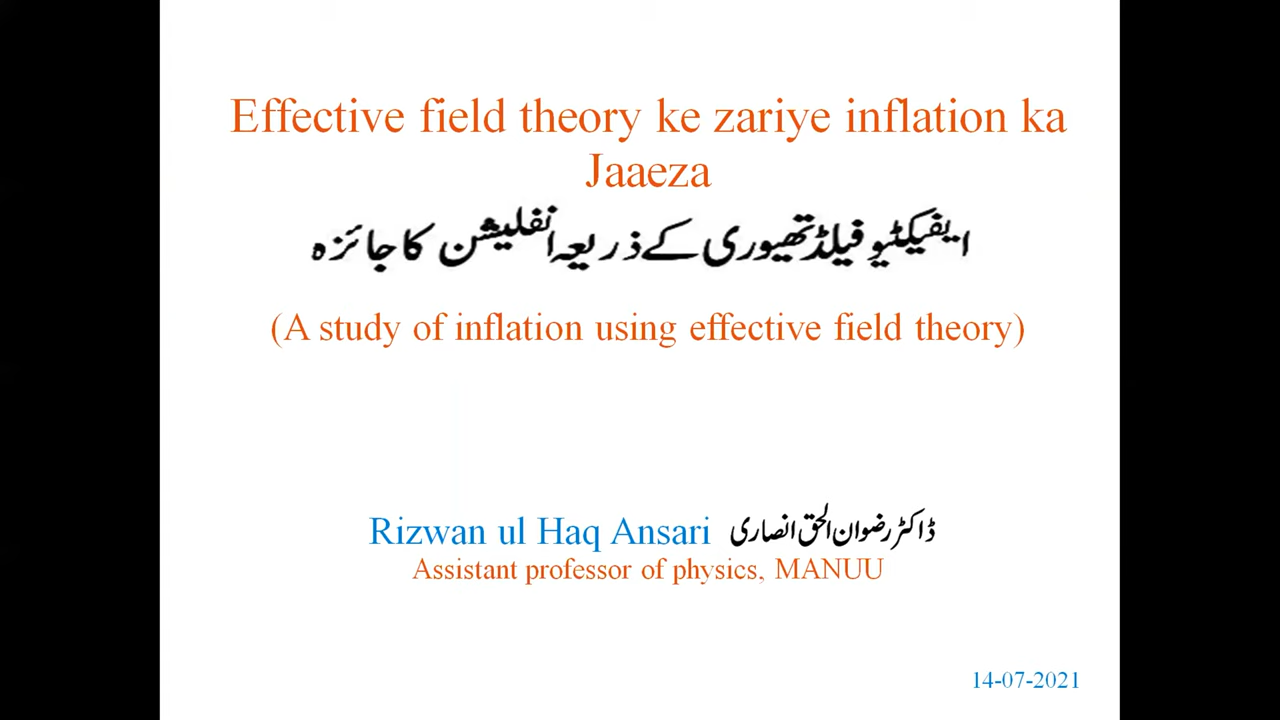 Effective field theory ke zariye inflation ka
Jaaeza
ایفیکٹیو فیلڈ تھیوری کے ذریعہ انفلیشن کا جائزہ
(A study of inflation using effective field theory)
Rizwan ul Haq Ansari ڈاکٹر رضوان الحق انصاری
Assistant professor of physics, MANUU
14-07-2021